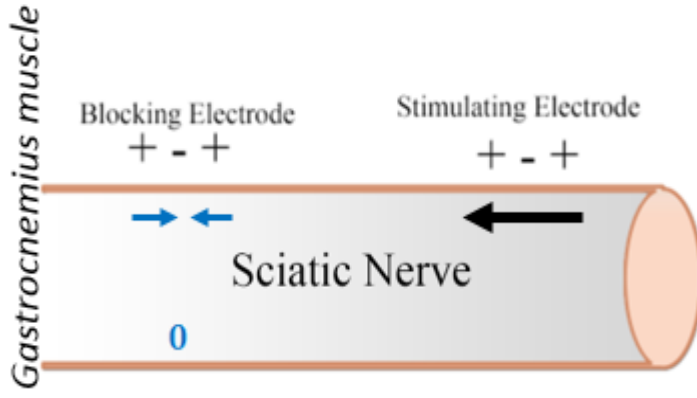 Gastrocnemius muscle
Blocking Electrode
+ - +
Stimulating Electrode
+ - +
Sciatic Nerve
0